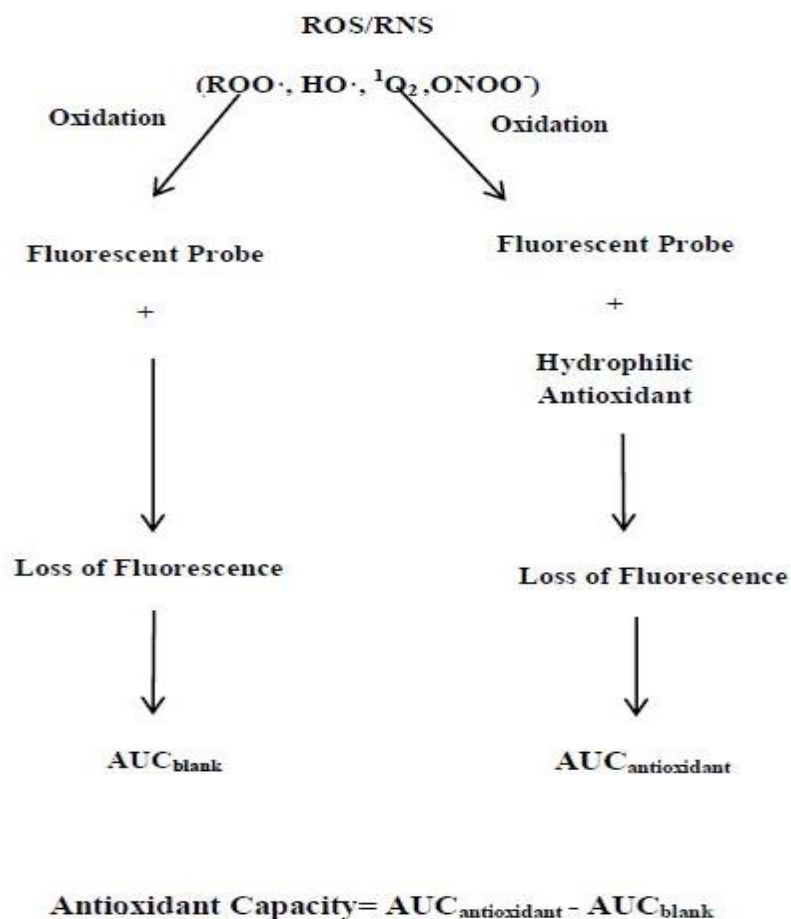 ROS/RNS
(ROO·, HO·, ¹O₂ ,ONOO⁻)
Oxidation
Oxidation
Fluorescent Probe
+
Fluorescent Probe
+
Hydrophilic
Antioxidant
Loss of Fluorescence
Loss of Fluorescence
AUCblank
AUCantioxidant
Antioxidant Capacity= AUCantioxidant - AUCblank